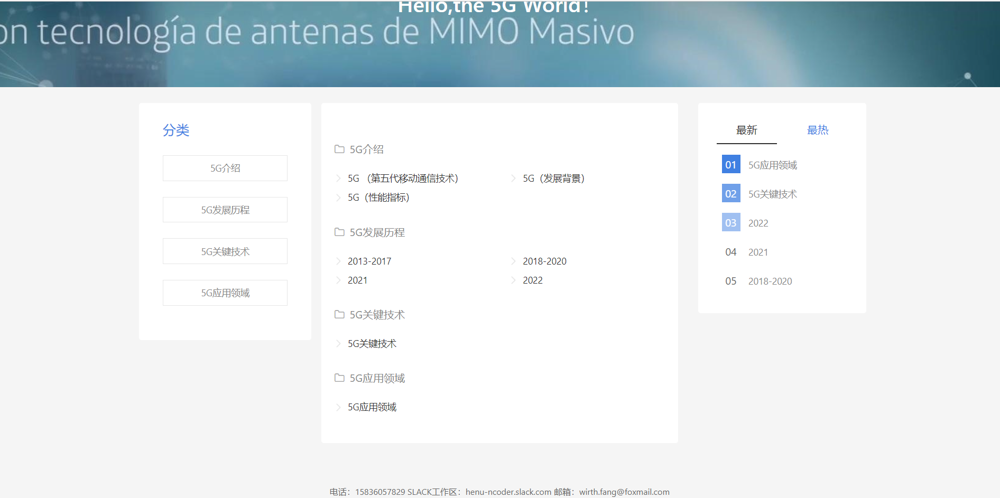 Hello,the 5G World!
on tecnología de antenas de MIMO Masivo
分类
5G介绍
5G发展历程
5G关键技术
5G应用领域
5G介绍
5G （第五代移动通信技术）
5G（发展背景）
5G（性能指标）
5G发展历程
2013-2017
2018-2020
2021
2022
5G关键技术
5G关键技术
5G应用领域
5G应用领域
最新 最热
01 5G应用领域
02 5G关键技术
03 2022
04 2021
05 2018-2020
电话：15836057829 SLACK工作区：henu-ncoder.slack.com 邮箱：wirth.fang@foxmail.com